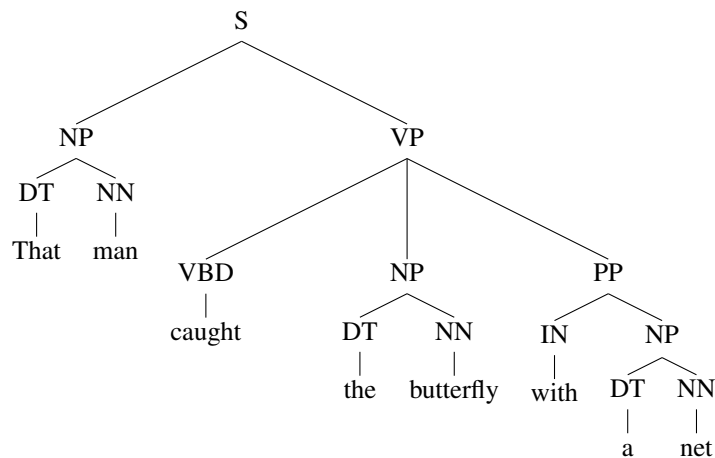 S
NP VP
DT NN
That man
VBD NP PP
caught DT NN IN NP
the butterfly with DT NN
a net